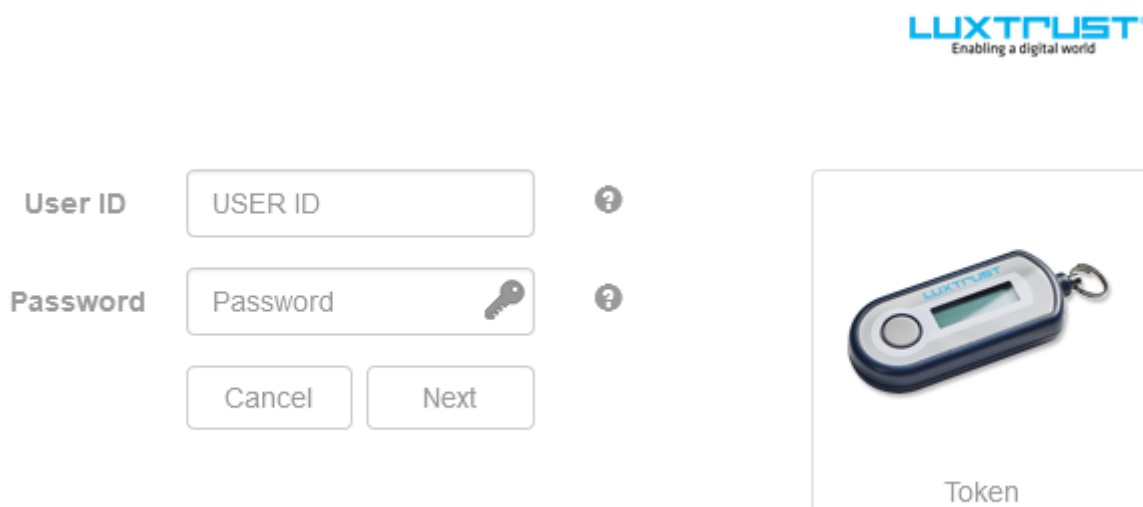 LUXTRUST
Enabling a digital world
User ID
USER ID
Password
Password
Cancel
Next
LUXTRUST
Token